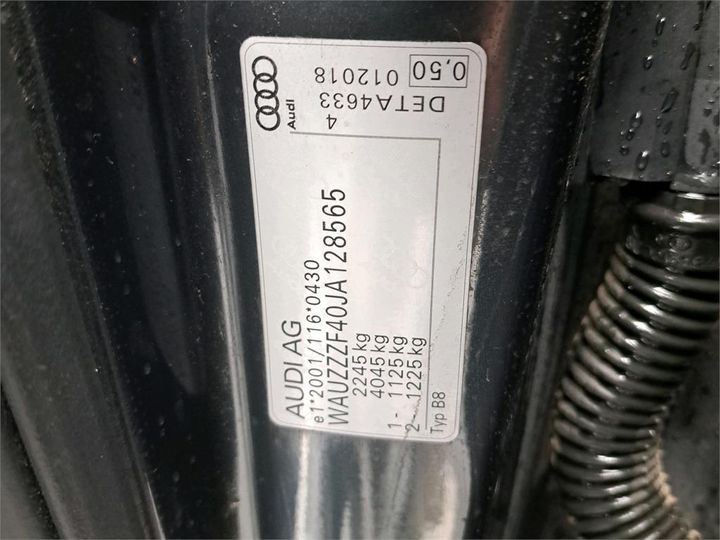 AUDI AG
e1*2001/116*0430
WAUZZZF40JA128565
2245 kg
4045 kg
1- 1125 kg
2- 1225 kg
Typ B8
Audi
DETA4633
4
012018
0,50